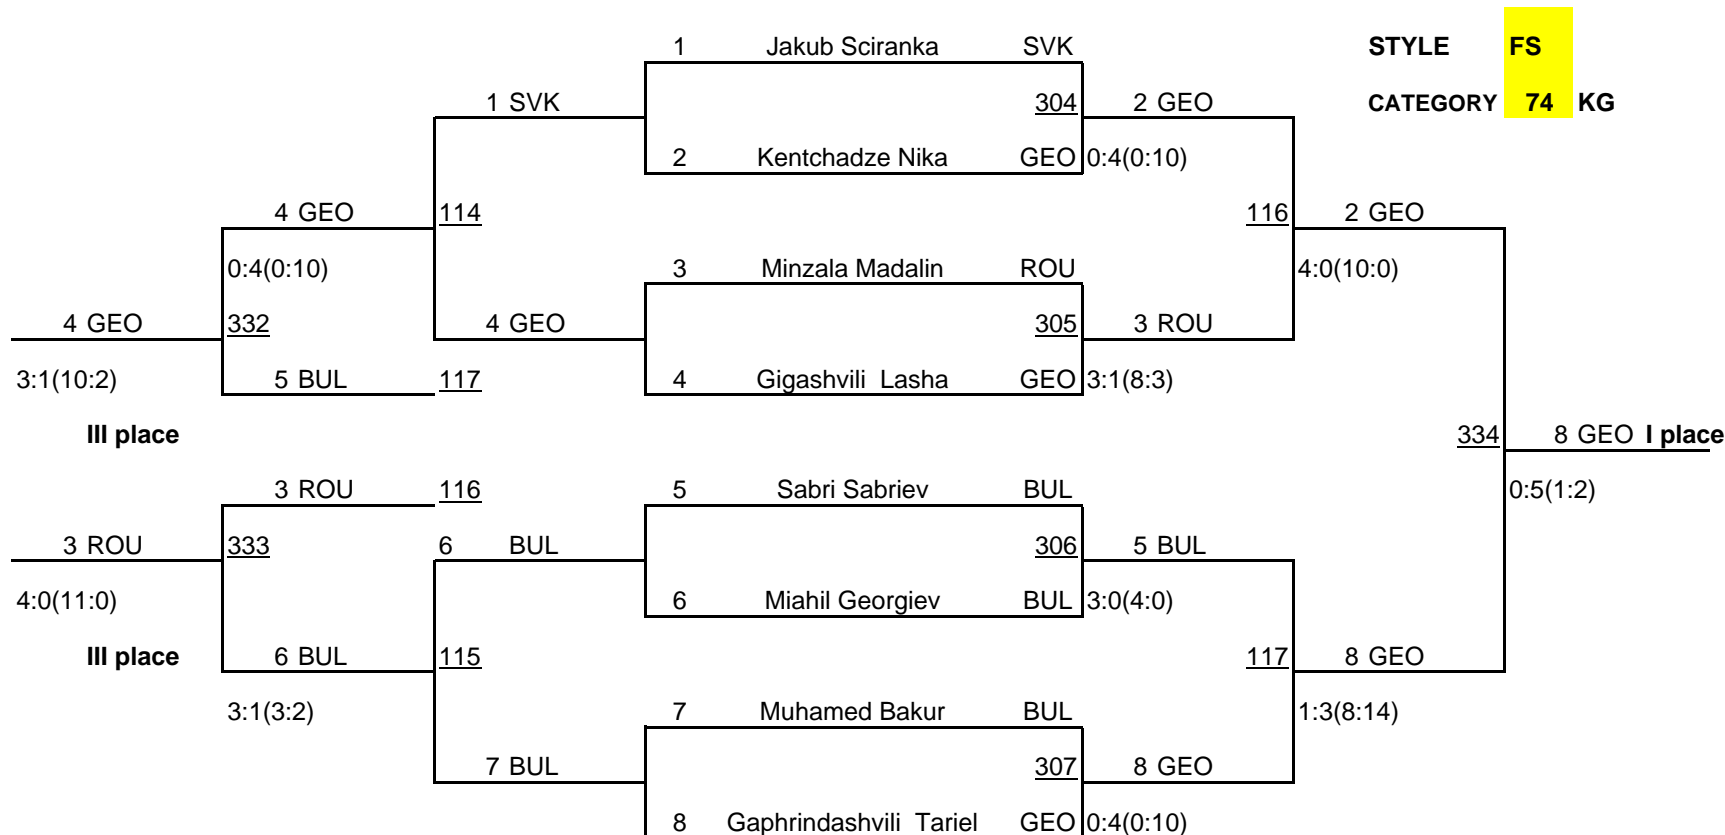 1 Jakub Sciranka SVK STYLE FS
1 SVK 304 2 GEO CATEGORY 74 KG
2 Kentchadze Nika GEO 0:4(0:10)
4 GEO 114 116 2 GEO
0:4(0:10) 3 Minzala Madalin ROU 4:0(10:0)
4 GEO 332 4 GEO 305 3 ROU
3:1(10:2) 5 BUL 117 4 Gigashvili Lasha GEO 3:1(8:3)
III place 334 8 GEO I place
3 ROU 116 5 Sabri Sabriev BUL 0:5(1:2)
3 ROU 333 6 BUL 306 5 BUL
4:0(11:0) 6 Miahil Georgiev BUL 3:0(4:0)
III place 6 BUL 115 117 8 GEO
3:1(3:2) 7 Muhamed Bakur BUL 1:3(8:14)
7 BUL 307 8 GEO
8 Gaphrindashvili Tariel GEO 0:4(0:10)